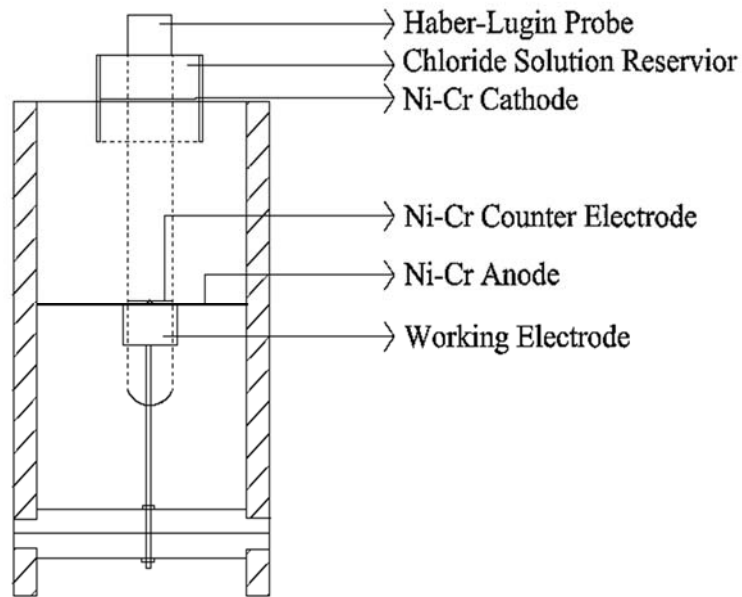 Haber-Lugin Probe
Chloride Solution Reservior
Ni-Cr Cathode
Ni-Cr Counter Electrode
Ni-Cr Anode
Working Electrode